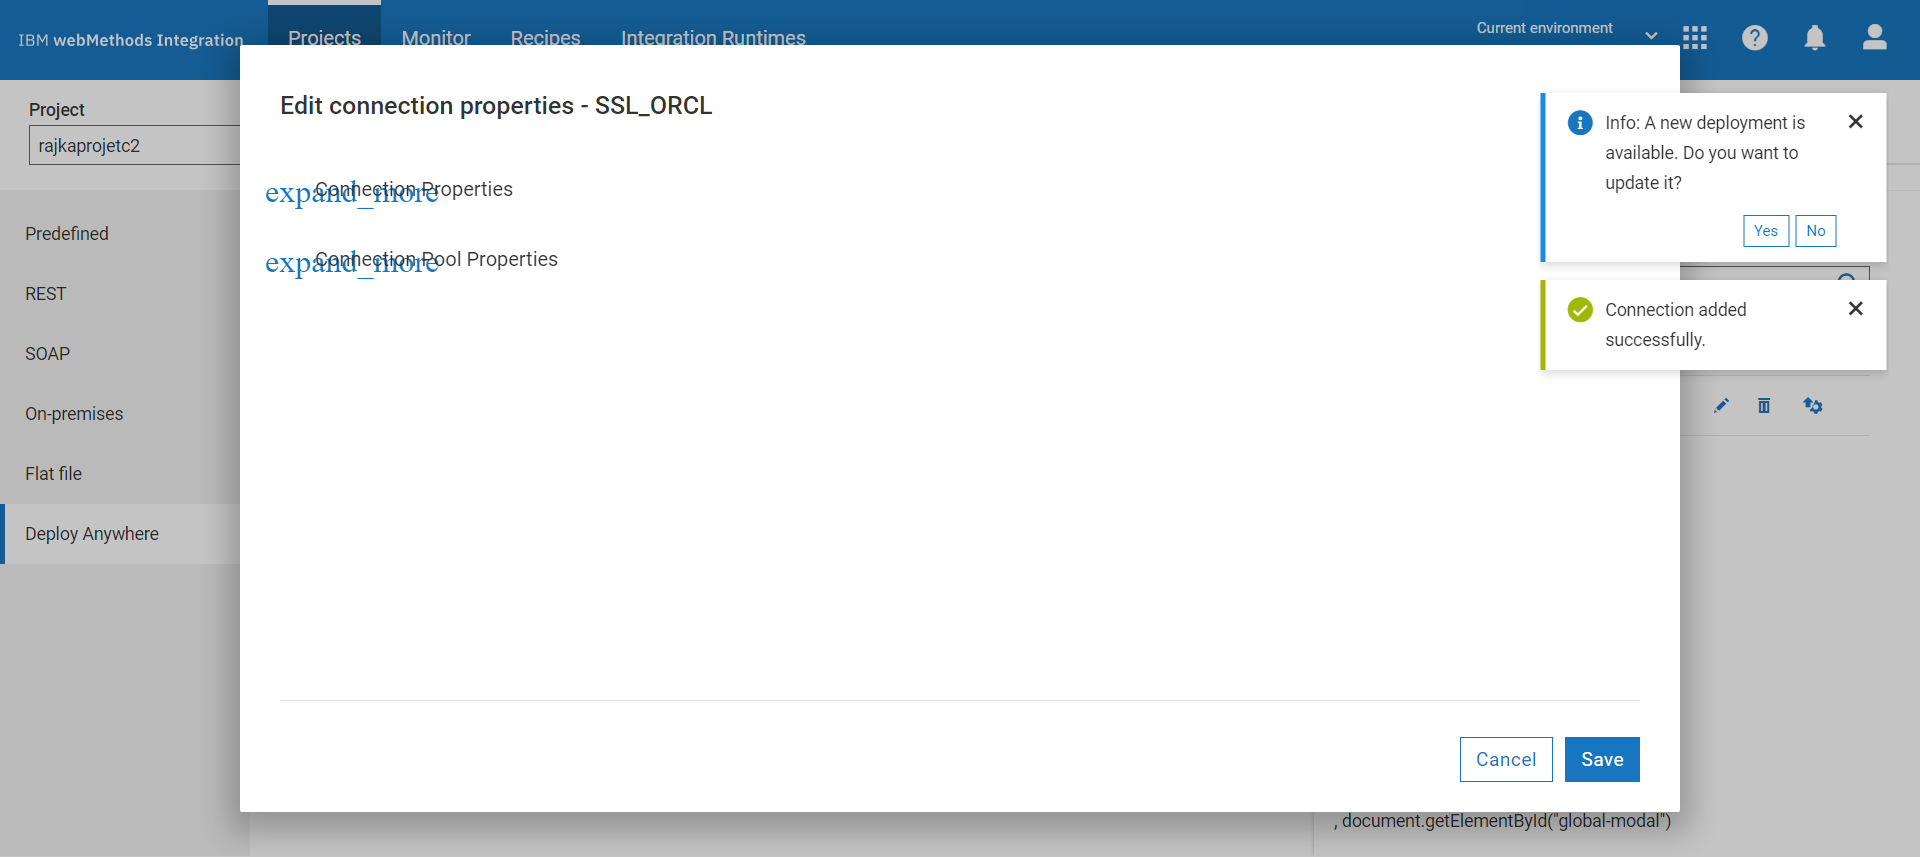 IBM webMethods Integration
Projects
Monitor
Recipes
Integration Runtimes
Current environment
Project
rajkaprojetc2
Predefined
REST
SOAP
On-premises
Flat file
Deploy Anywhere
Edit connection properties - SSL_ORCL
expand_more
Connection Properties
expand_more
Connection Pool Properties
Cancel
Save
Info: A new deployment is
available. Do you want to
update it?
Yes
No
Connection added
successfully.
, document.getElementById("global-modal")